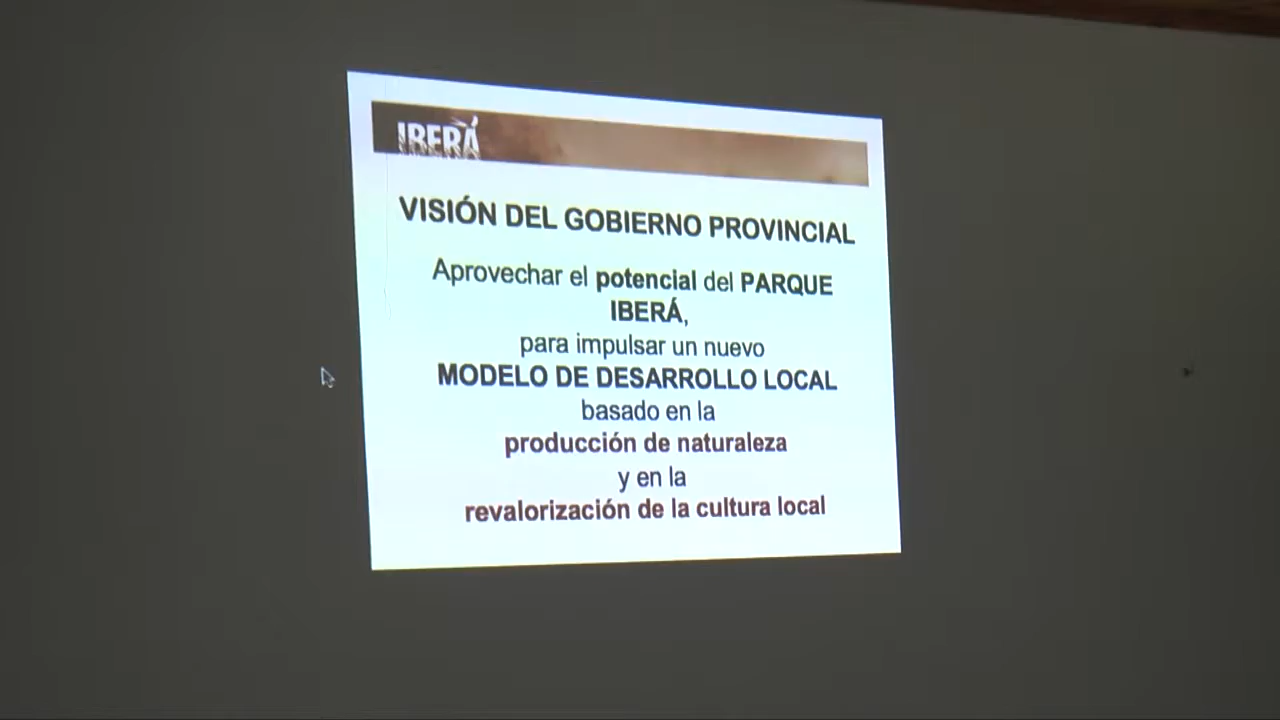 IBERÁ
VISIÓN DEL GOBIERNO PROVINCIAL
Aprovechar el potencial del PARQUE
IBERÁ,
para impulsar un nuevo
MODELO DE DESARROLLO LOCAL
basado en la
producción de naturaleza
y en la
revalorización de la cultura local